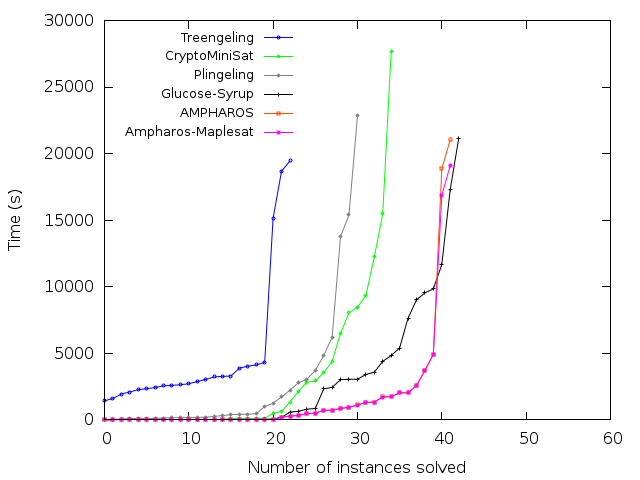 30000
25000
20000
15000
10000
5000
0
Time (s)
Treengeling
CryptoMiniSat
Plingeling
Glucose-Syrup
AMPHAROS
Ampharos-Maplesat
0 10 20 30 40 50 60
Number of instances solved